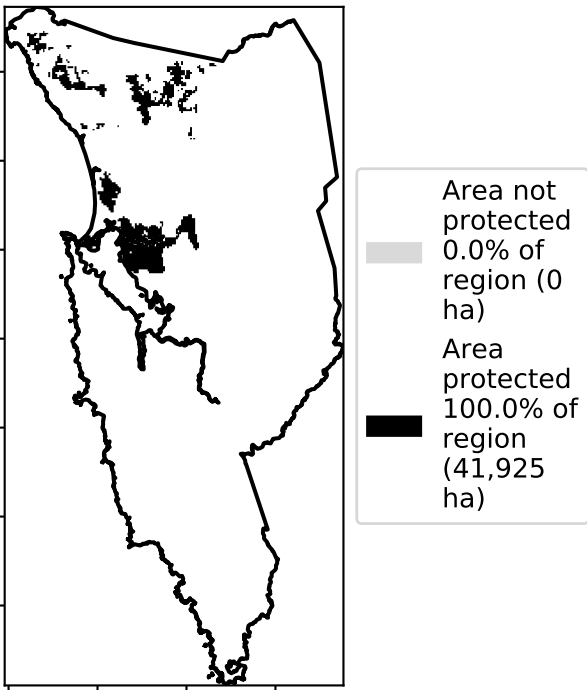 Area not
protected
0.0% of
region (0
ha)
Area
protected
100.0% of
region
(41,925
ha)